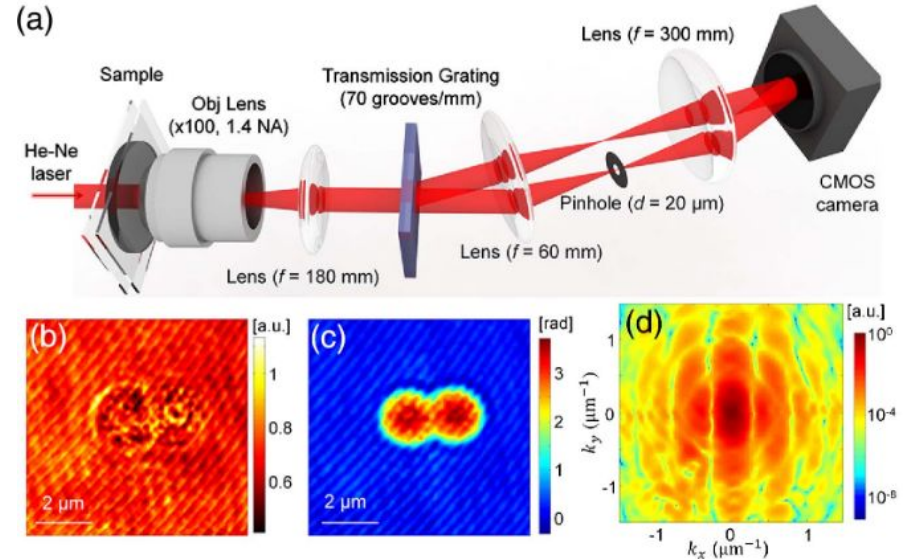 (a)
Sample
Obj Lens
(x100, 1.4 NA)
He-Ne
laser
Transmission Grating
(70 grooves/mm)
Lens (f = 300 mm)
CMOS
camera
Pinhole (d = 20 μm)
Lens (f = 60 mm)
Lens (f = 180 mm)
(b)
2 μm
[a.u.]
1
0.8
0.6
(c)
2 μm
[rad]
3
2
1
0
(d)
k_y (μm⁻¹)
1
0
-1
-1
0
1
k_x (μm⁻¹)
[a.u.]
10⁰
10⁻⁴
10⁻⁸